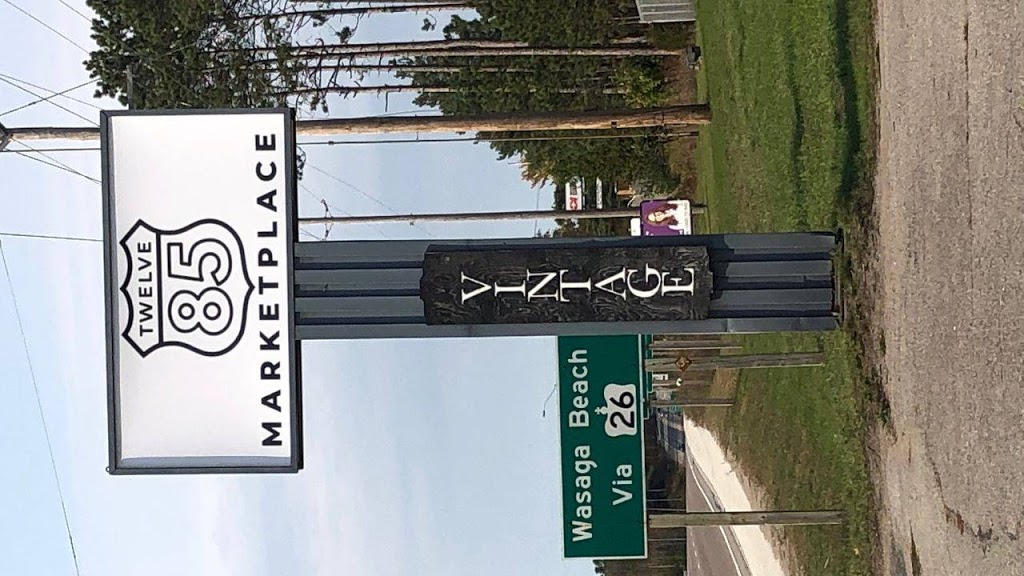 TWELVE
85
MARKETPLACE
VINTAGE
Wasaga Beach
Via 26